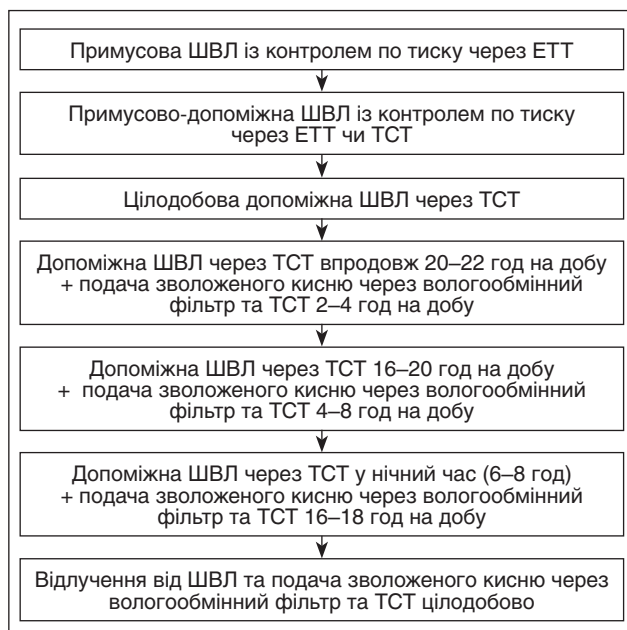 Примусова ШВЛ із контролем по тиску через ЕТТ
Примусово-допоміжна ШВЛ із контролем по тиску
через ЕТТ чи ТСТ
Цілодобова допоміжна ШВЛ через ТСТ
Допоміжна ШВЛ через ТСТ впродовж 20–22 год на добу
+ подача зволоженого кисню через вологообмінний
фільтр та ТСТ 2–4 год на добу
Допоміжна ШВЛ через ТСТ 16–20 год на добу
+ подача зволоженого кисню через вологообмінний
фільтр та ТСТ 4–8 год на добу
Допоміжна ШВЛ через ТСТ у нічний час (6–8 год)
+ подача зволоженого кисню через вологообмінний
фільтр та ТСТ 16–18 год на добу
Відлучення від ШВЛ та подача зволоженого кисню через
вологообмінний фільтр та ТСТ цілодобово